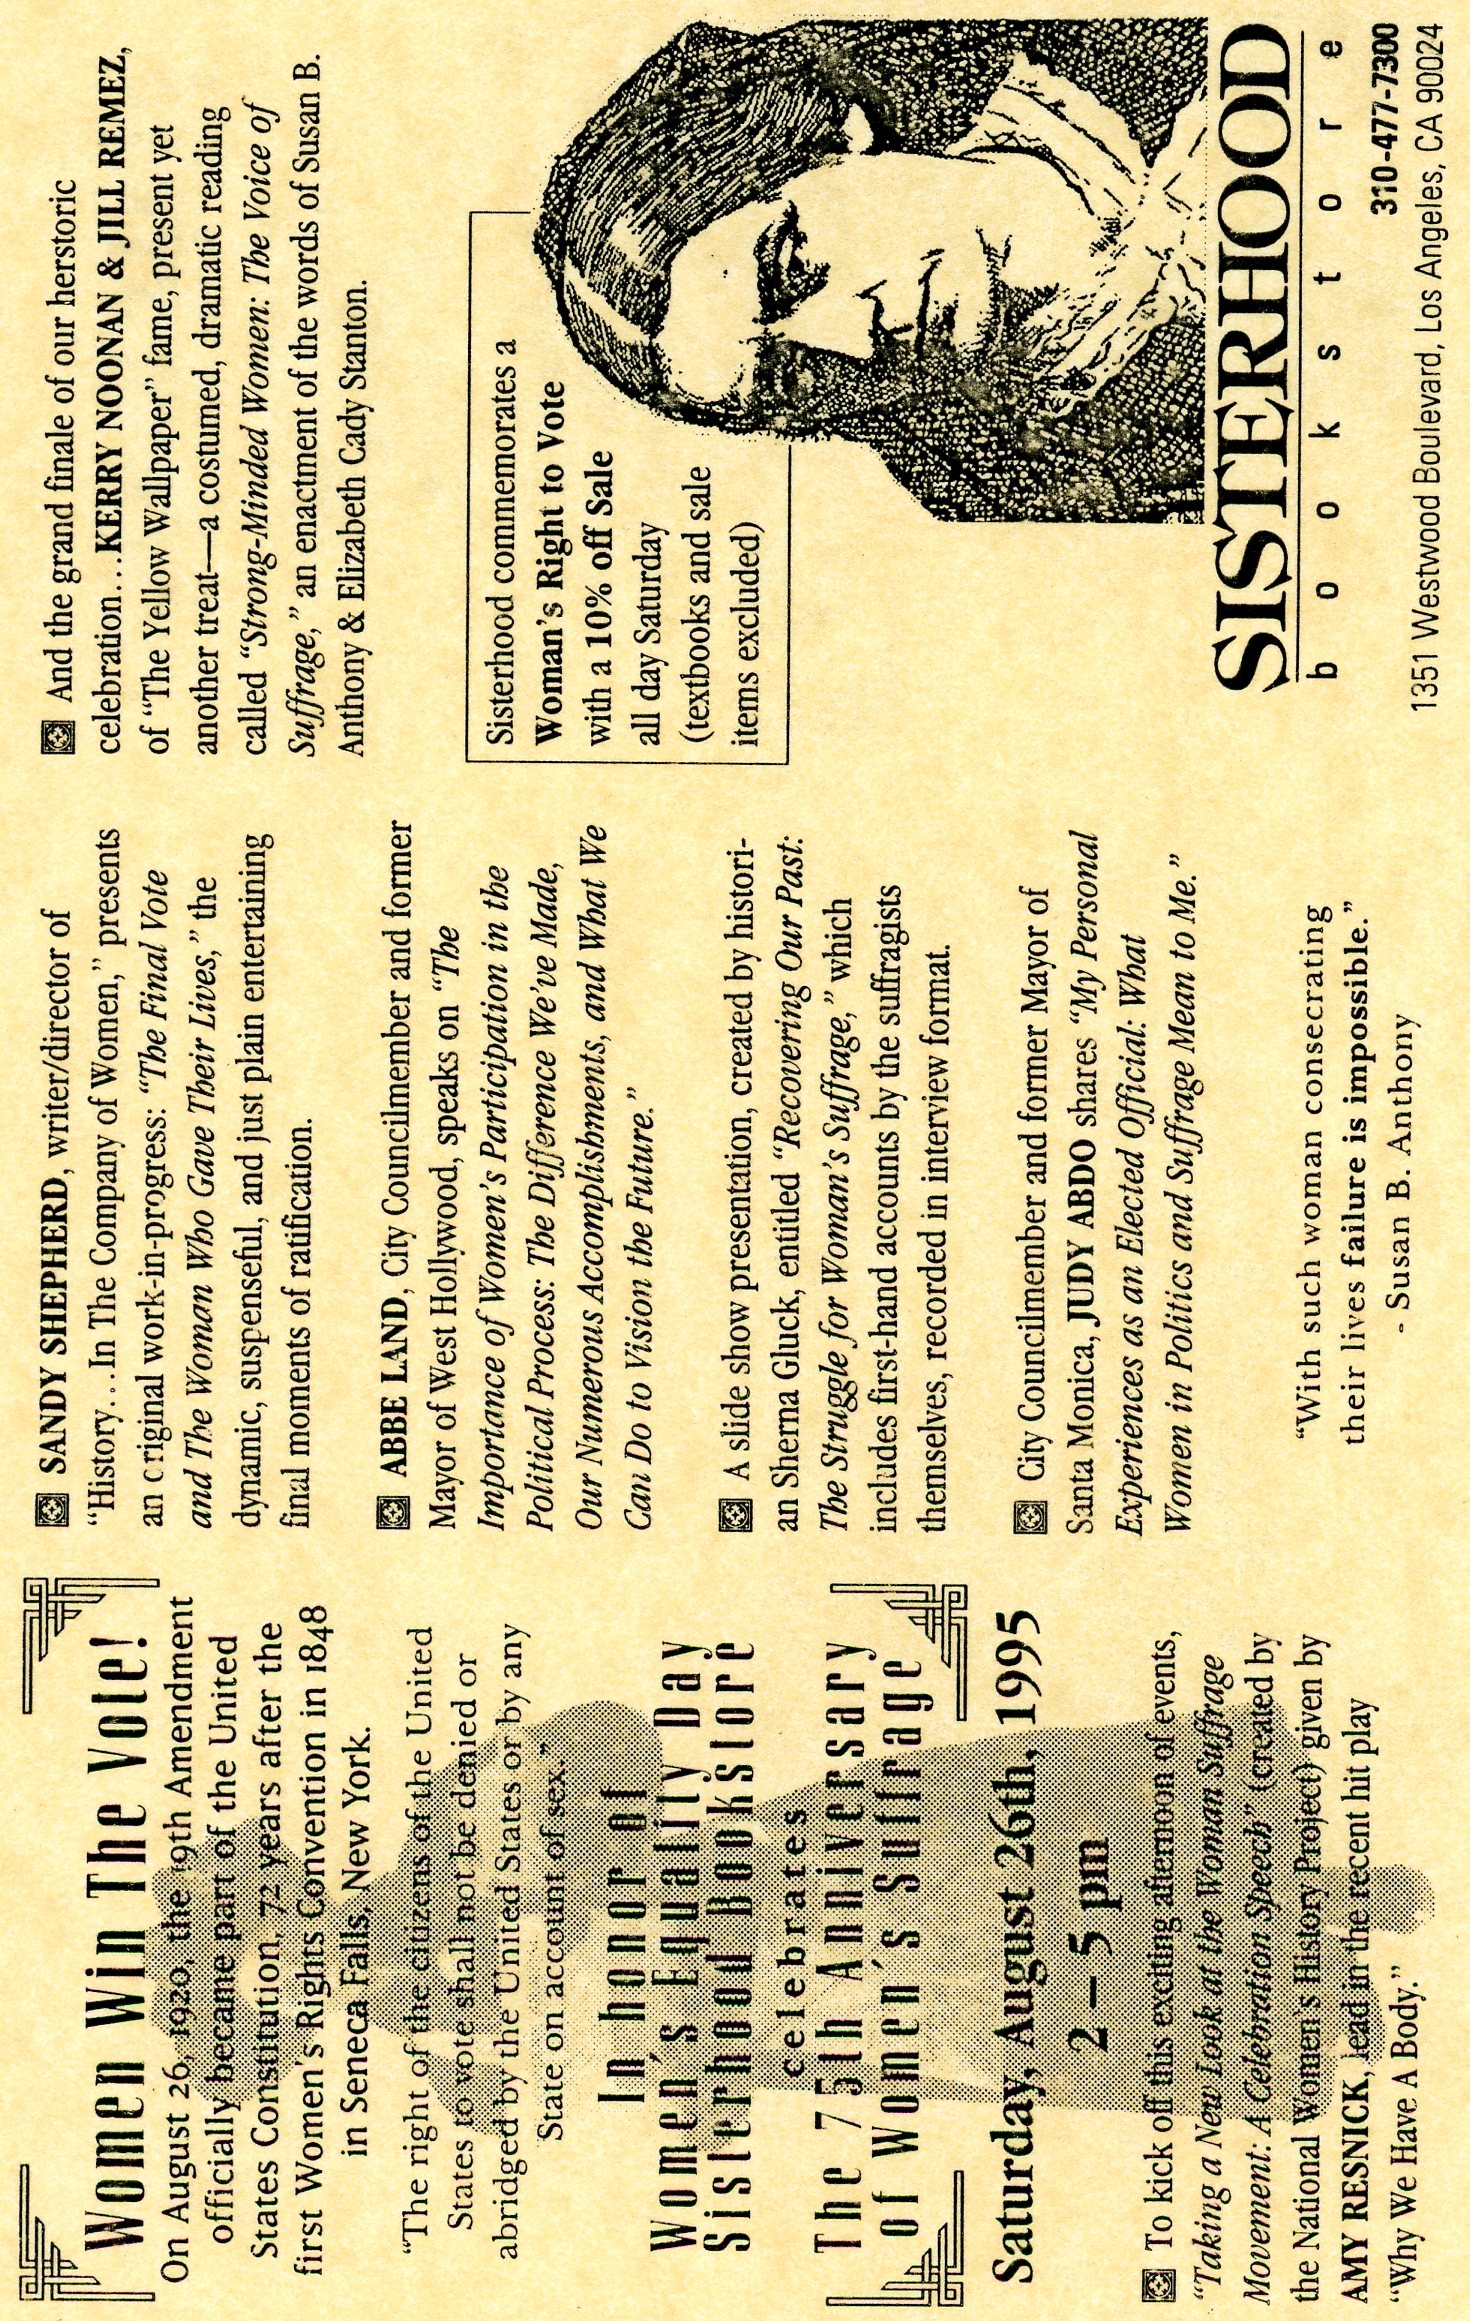 Women Win The Vote!
On August 26, 1920, the 19th Amendment
officially became part of the United
States Constitution, 72 years after the
first Women's Rights Convention in 1848
in Seneca Falls, New York.
“The right of the citizens of the United
States to vote shall not be denied or
abridged by the United States or by any
State on account of sex.”
In honor of
Women's Equality Day
Sisterhood Bookstore
celebrates
The 75th Anniversary
of Women's Suffrage
Saturday, August 26th, 1995
2 – 5 pm
To kick off this exciting afternoon of events,
“Taking a New Look at the Woman Suffrage
Movement: A Celebration Speech” (created by
the National Women's History Project) given by
AMY RESNICK, lead in the recent hit play
“Why We Have A Body.”
SANDY SHEPHERD, writer/director of
“History...In The Company of Women,” presents
an original work-in-progress: “The Final Vote
and The Woman Who Gave Their Lives,” the
dynamic, suspenseful, and just plain entertaining
final moments of ratification.
ABBE LAND, City Councilmember and former
Mayor of West Hollywood, speaks on “The
Importance of Women's Participation in the
Political Process: The Difference We've Made,
Our Numerous Accomplishments, and What We
Can Do to Vision the Future.”
A slide show presentation, created by histori-
an Sherna Gluck, entitled “Recovering Our Past:
The Struggle for Woman's Suffrage,” which
includes first-hand accounts by the suffragists
themselves, recorded in interview format.
City Councilmember and former Mayor of
Santa Monica, JUDY ABDO shares “My Personal
Experiences as an Elected Official: What
Women in Politics and Suffrage Mean to Me.”
“With such woman consecrating
their lives failure is impossible.”
- Susan B. Anthony
And the grand finale of our herstoric
celebration...KERRY NOONAN & JILL REMEZ,
of “The Yellow Wallpaper” fame, present yet
another treat—a costumed, dramatic reading
called “Strong-Minded Women: The Voice of
Suffrage,” an enactment of the words of Susan B.
Anthony & Elizabeth Cady Stanton.
Sisterhood commemorates a
Woman's Right to Vote
with a 10% off Sale
all day Saturday
(textbooks and sale
items excluded)
SISTERHOOD
bookstore
310-477-7300
1351 Westwood Boulevard, Los Angeles, CA 90024